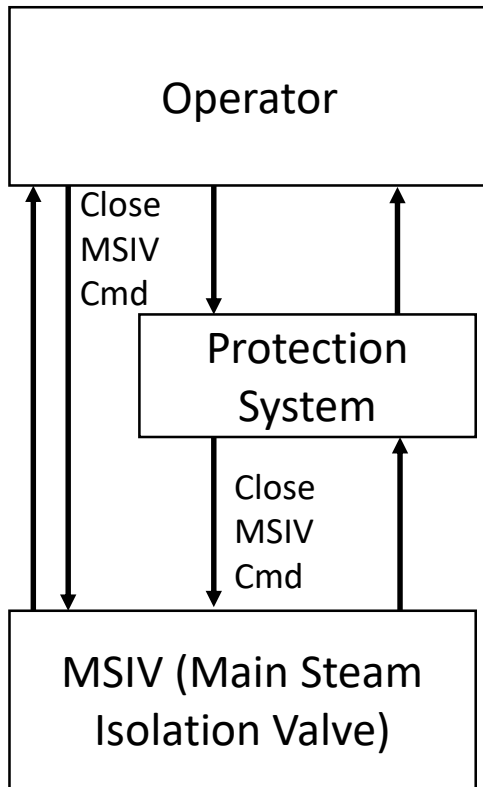 Operator
Close
MSIV
Cmd
Protection
System
Close
MSIV
Cmd
MSIV (Main Steam
Isolation Valve)